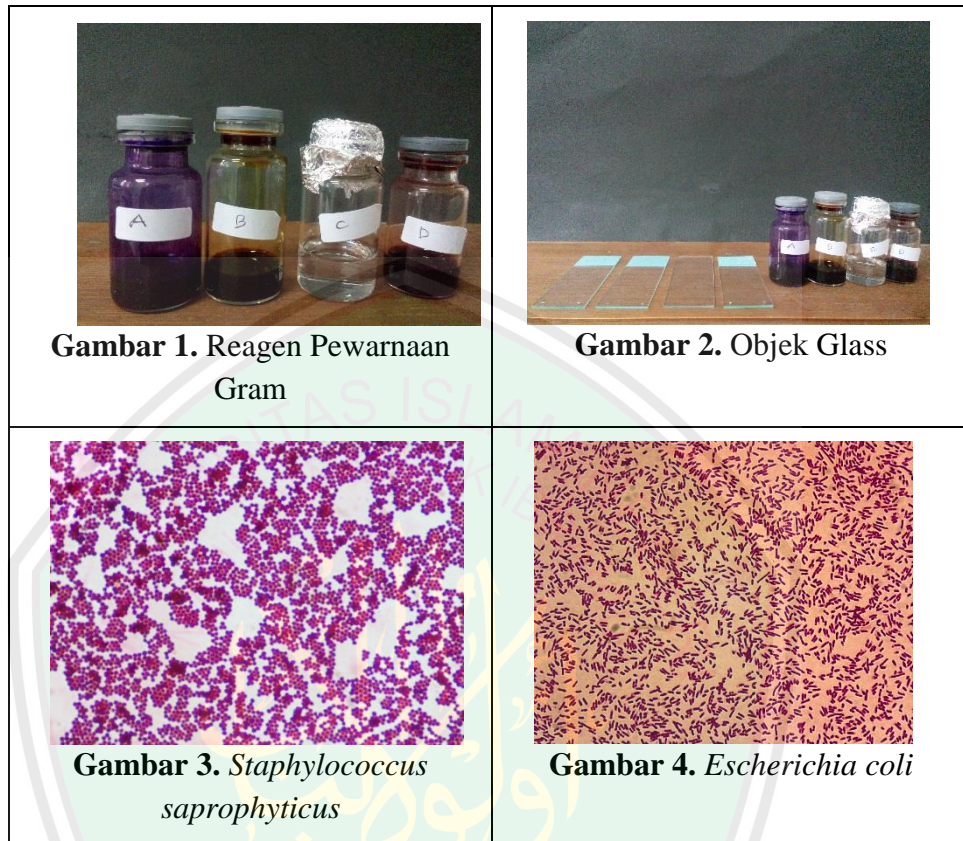 A
B
C
D
A
B
C
D
Gambar 1. Reagen Pewarnaan
Gram
Gambar 2. Objek Glass
Gambar 3. Staphylococcus
saprophyticus
Gambar 4. Escherichia coli